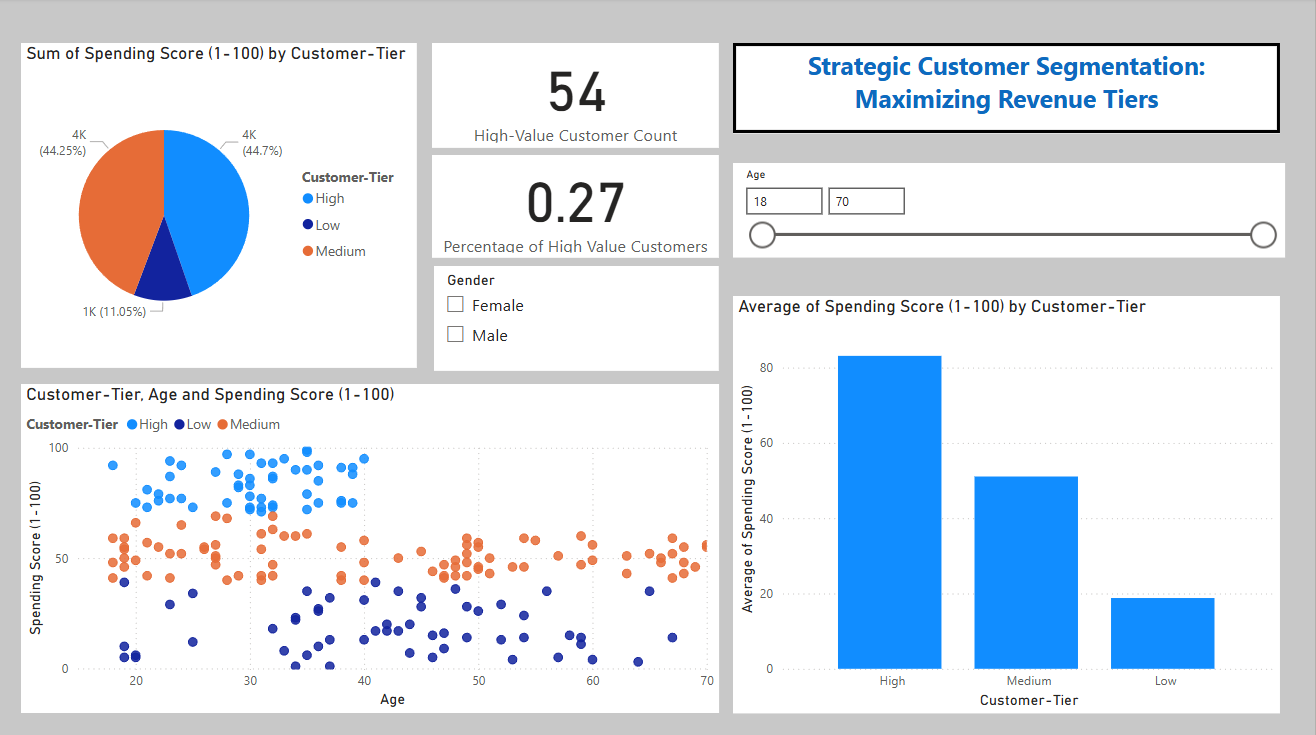 Sum of Spending Score (1-100) by Customer-Tier
4K
(44.25%)
4K
(44.7%)
1K (11.05%)
Customer-Tier
High
Low
Medium
54
High-Value Customer Count
0.27
Percentage of High Value Customers
Gender
Female
Male
Strategic Customer Segmentation:
Maximizing Revenue Tiers
Age
18 70
Customer-Tier, Age and Spending Score (1-100)
Customer-Tier High Low Medium
Spending Score (1-100)
100
50
0
20 30 40 50 60 70
Age
Average of Spending Score (1-100) by Customer-Tier
Average of Spending Score (1-100)
80
60
40
20
0
High Medium Low
Customer-Tier